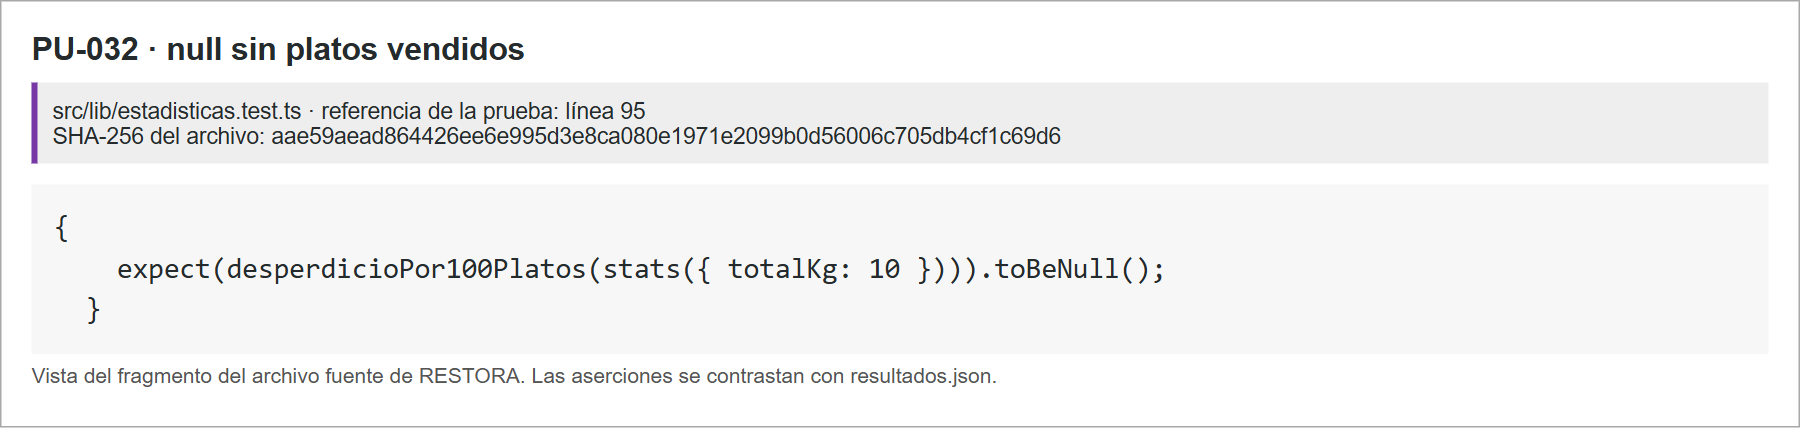 PU-032 · null sin platos vendidos
src/lib/estadisticas.test.ts · referencia de la prueba: línea 95
SHA-256 del archivo: aae59aead864426ee6e995d3e8ca080e1971e2099b0d56006c705db4cf1c69d6
{
    expect(desperdicioPor100Platos(stats({ totalKg: 10 }))).toBeNull();
  }
Vista del fragmento del archivo fuente de RESTORA. Las aserciones se contrastan con resultados.json.